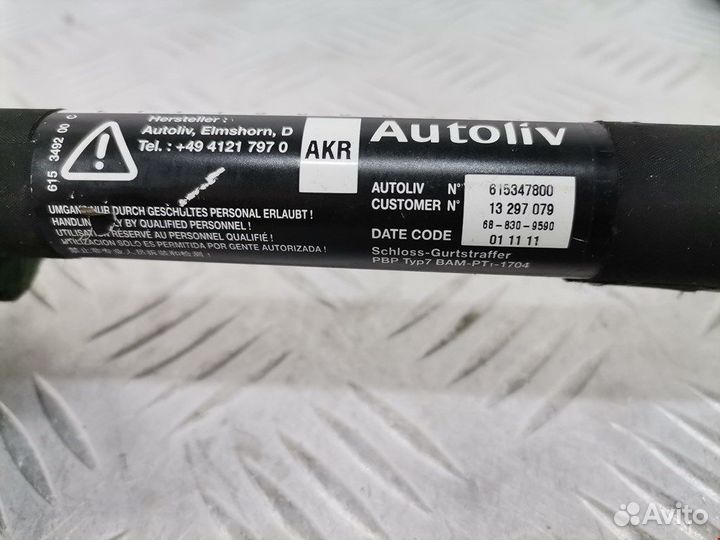 615 3492 00 C
Hersteller :
Autoliv, Elmshorn, D
Tel. : +49 4121 797 0
AKR
Autoliv
AUTOLIV N° 615347800
CUSTOMER N° 13 297 079
68-830-9590
DATE CODE 01 11 11
Schloss-Gurtstraffer
PBP Typ7 BAM-PT1-1704
UMGANG NUR DURCH GESCHULTES PERSONAL ERLAUBT !
HANDLING ONLY BY QUALIFIED PERSONNEL !
UTILISATION RÉSERVÉ AU PERSONNEL QUALIFIÉ !
UTILIZACION SOLO ES PERMITIDA POR GENTE AUTORIZADA !
Avito